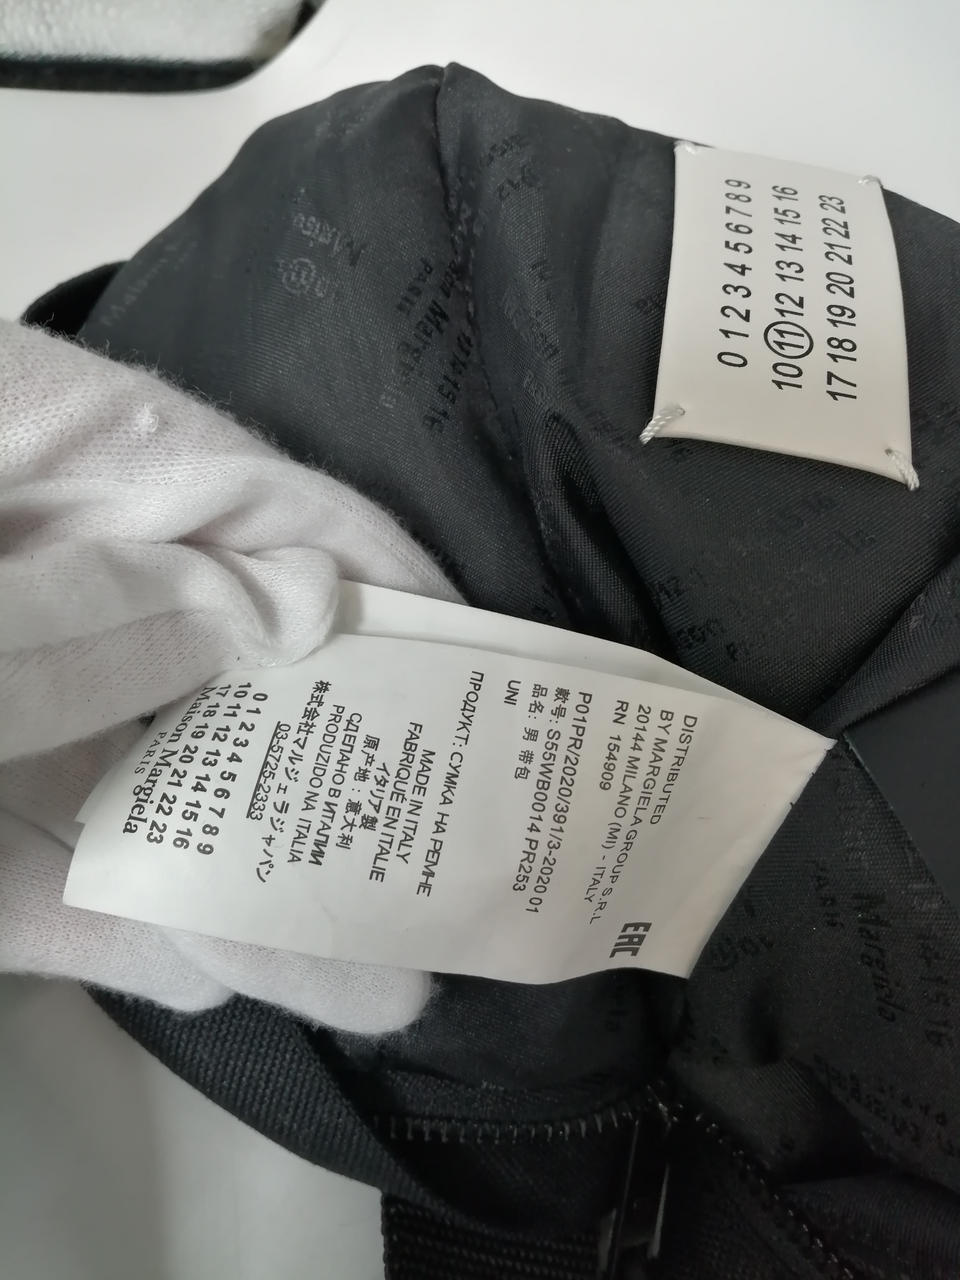 0 1 2 3 4 5 6 7 8 9
10 11 12 13 14 15 16
17 18 19 20 21 22 23
DISTRIBUTED
BY MARGIELA GROUP S.R.L
20144 MILANO (MI) - ITALY
RN 154909
EAC
P01PR/2020/391/3-2020 01
款号: S55WB0014 PR253
品名: 男 带包
UNI
ПРОДУКТ: СУМКА НА РЕМНЕ
MADE IN ITALY
FABRIQUÉ EN ITALIE
イタリア製
原产地：意大利
СДЕЛАНО В ИТАЛИИ
PRODUZIDO NA ITALIA
株式会社マルジェラジャパン
03-5725-2333
0 1 2 3 4 5 6 7 8 9
10 11 12 13 14 15 16
17 18 19 20 21 22 23
Maison Margiela
PARIS